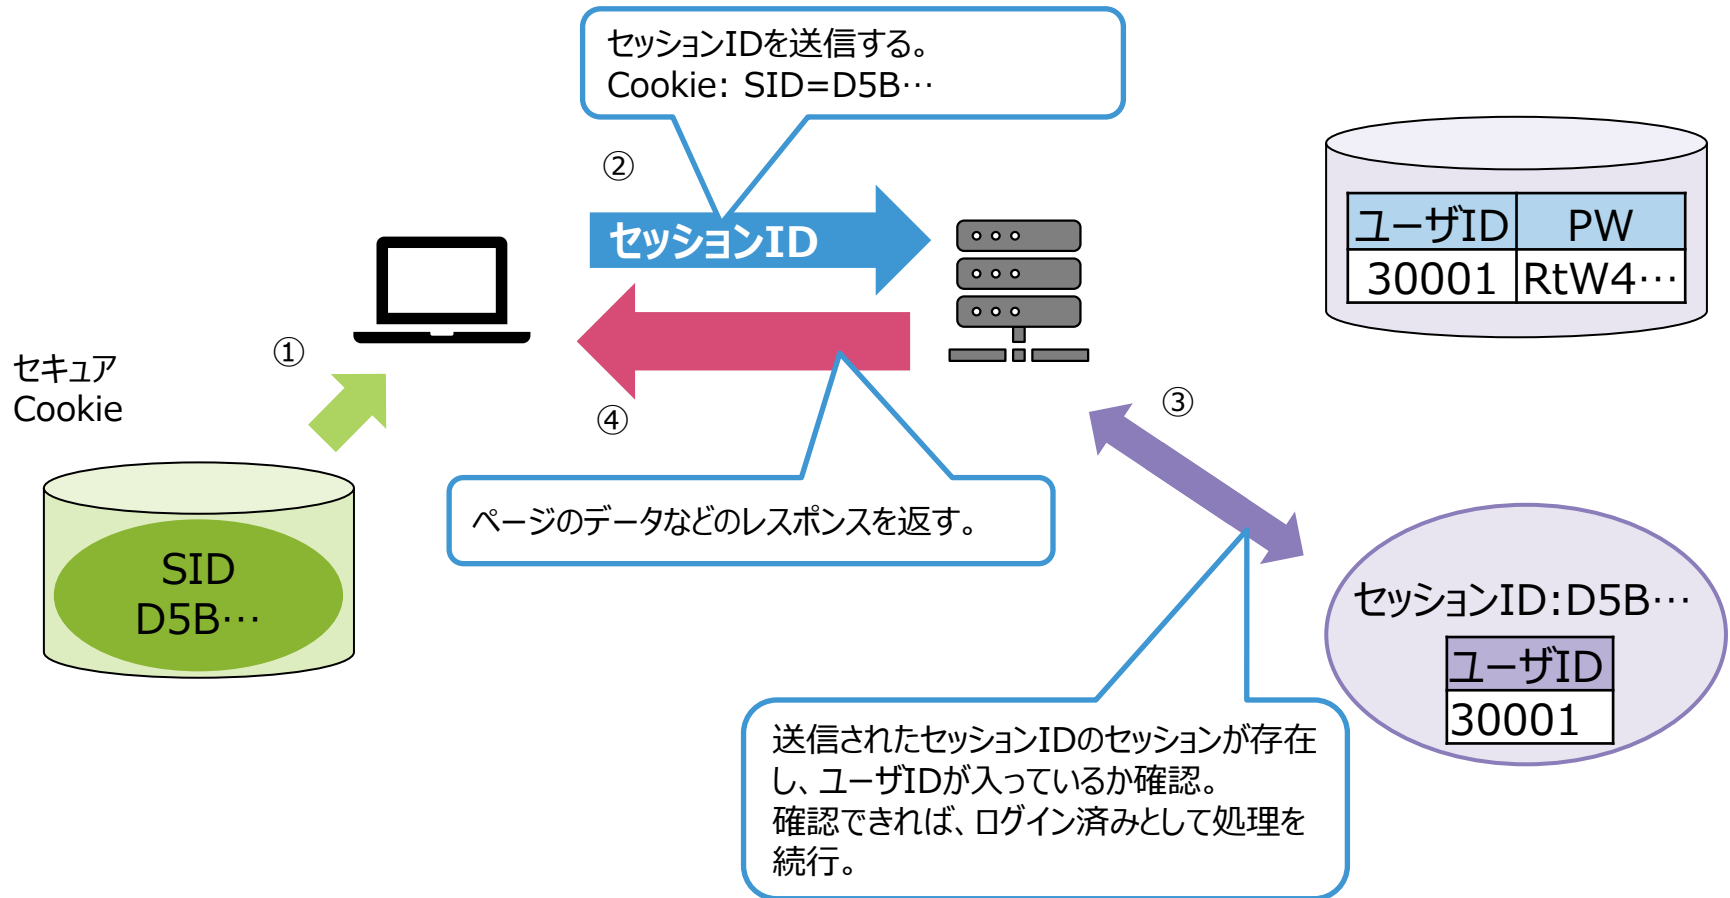 セッションIDを送信する。
Cookie: SID=D5B…
②
セッションID
ユーザID PW
30001 RtW4…
①
セキュア
Cookie
④
③
ページのデータなどのレスポンスを返す。
SID
D5B…
セッションID:D5B…
ユーザID
30001
送信されたセッションIDのセッションが存在
し、ユーザIDが入っているか確認。
確認できれば、ログイン済みとして処理を
続行。